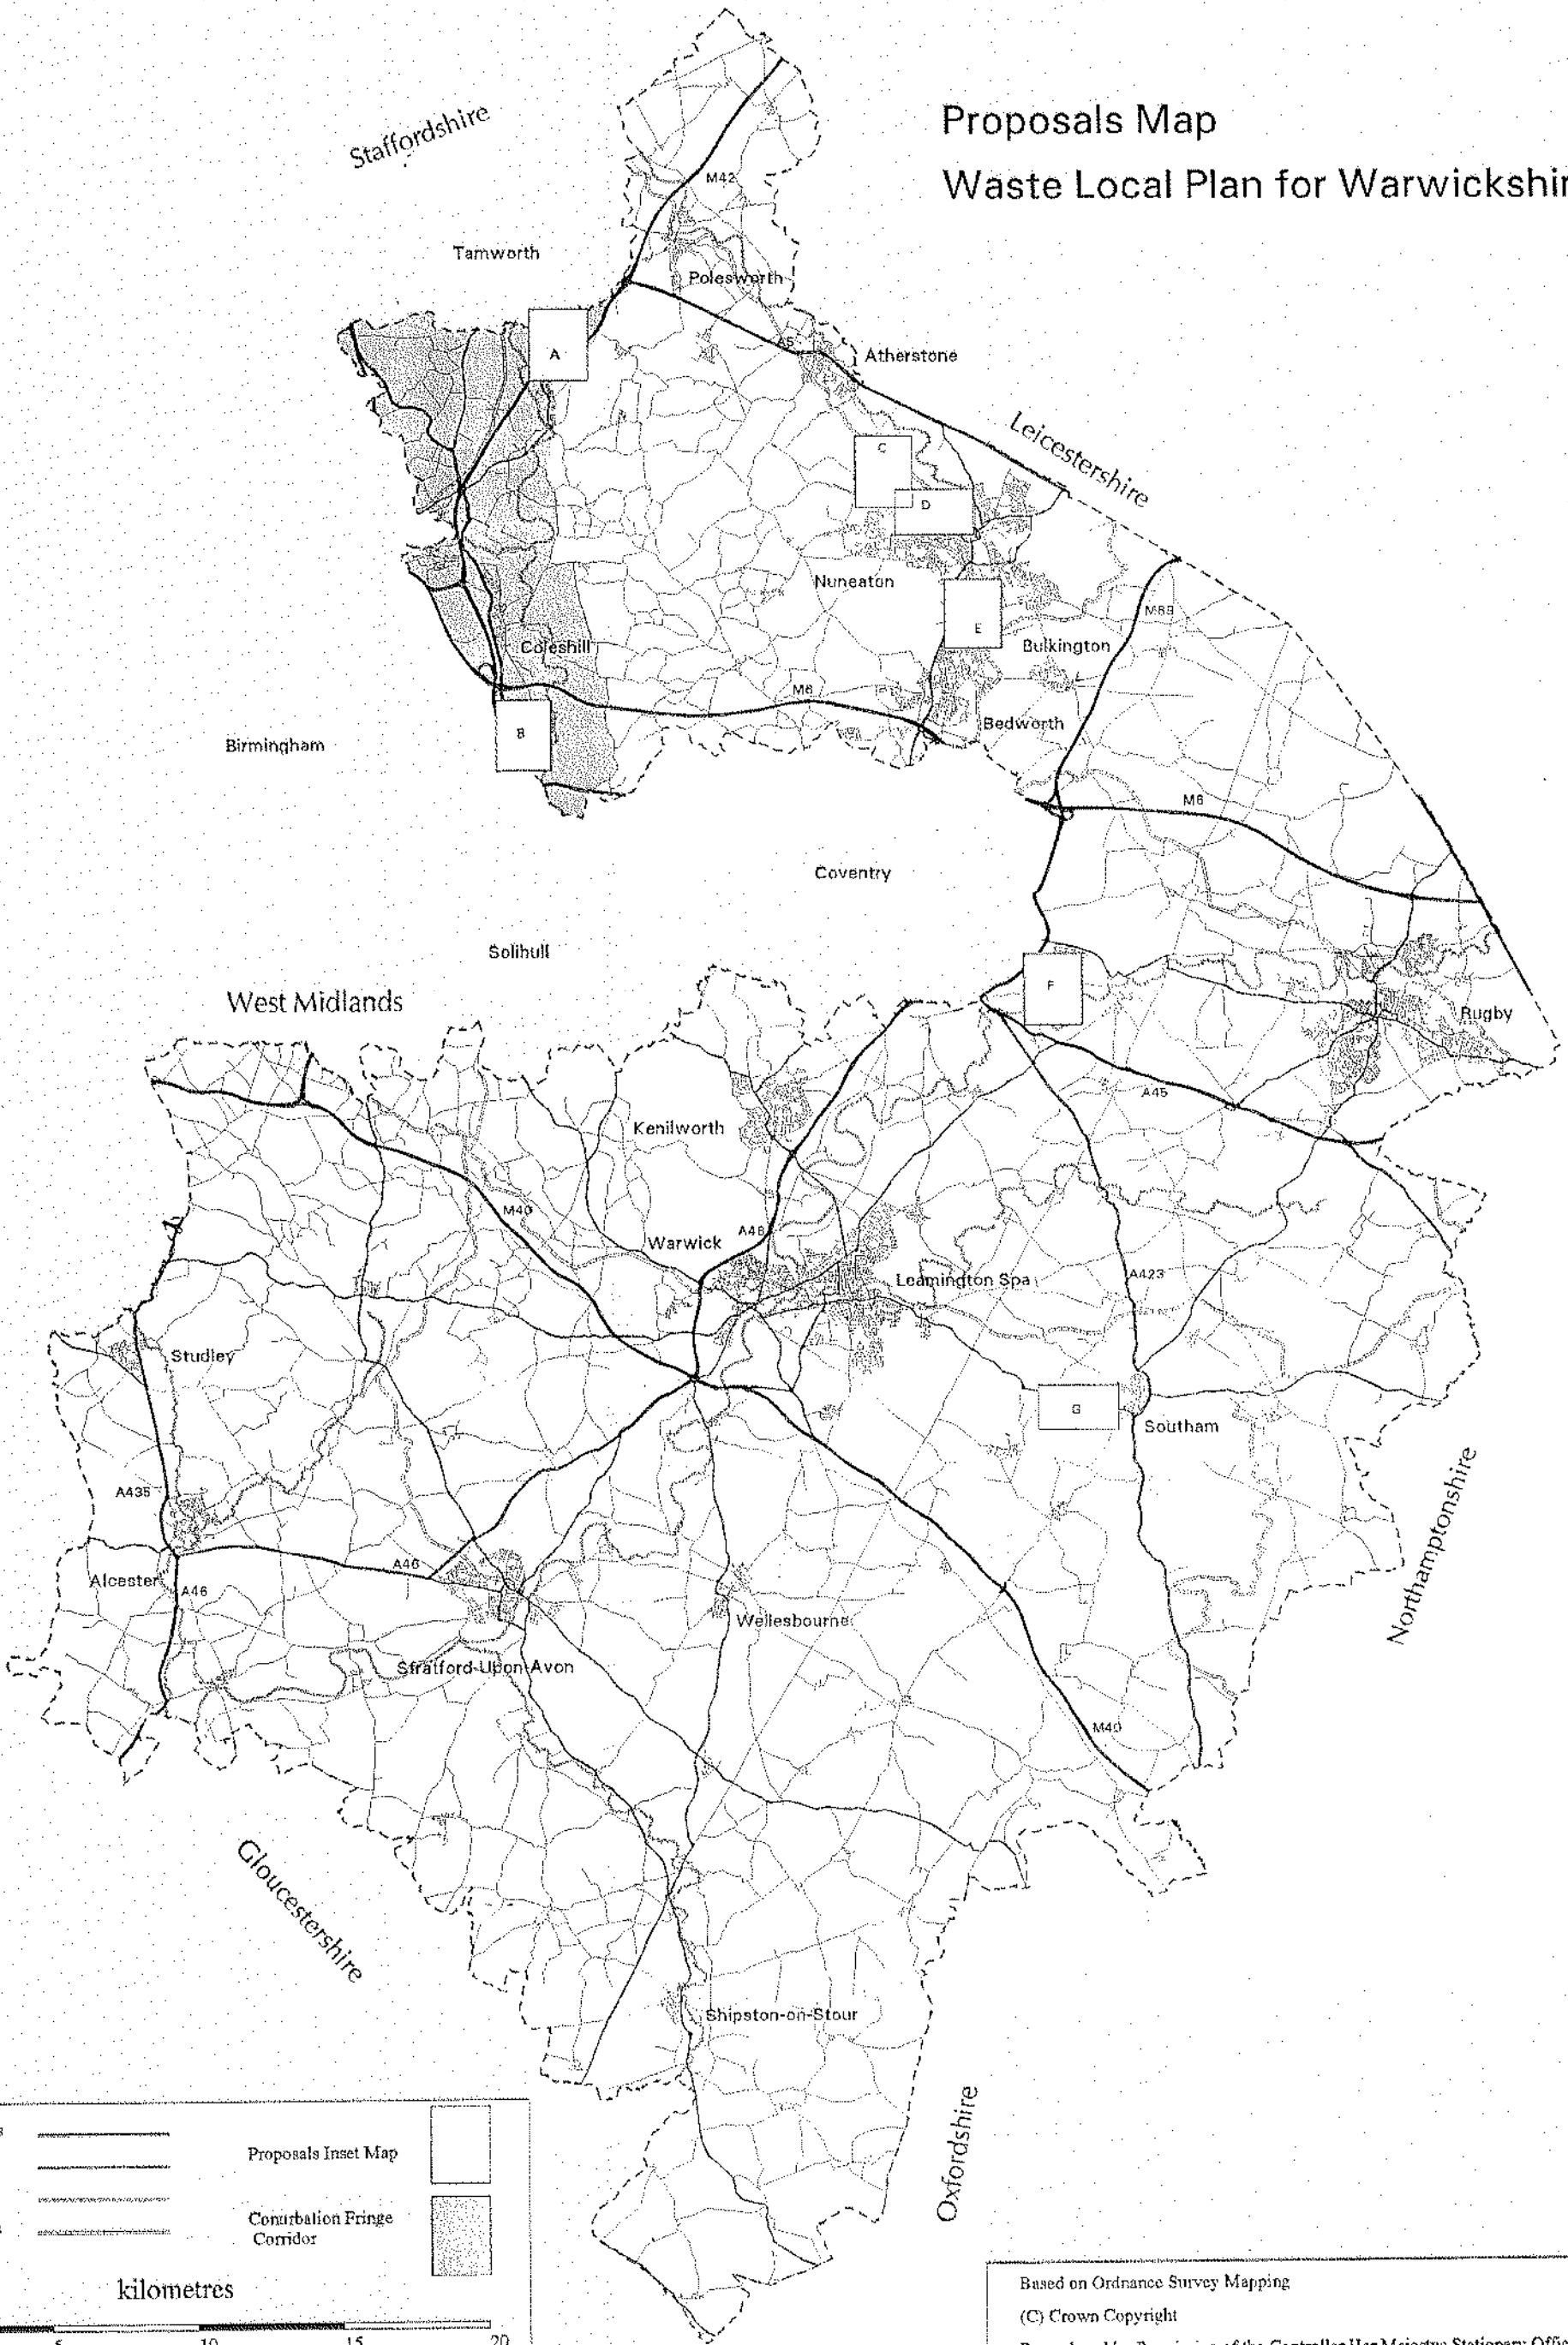 Proposals Map
Waste Local Plan for
Staffordshire
M42
Tamworth
Polesworth
A
A5
Atherstone
Leicestershire
C
D
Nuneaton
M69
E
Coleshill
Bulkington
M6
B
Bedworth
Birmingham
M6
Coventry
Solihull
F
West Midlands
Rugby
A45
Kenilworth
M40
A46
Warwick
A423
Leamington Spa
Studley
G
Southam
A435
Northamptonshire
A46
Alcester
A46
Wellesbourne
Stratford-Upon-Avon
M40
Gloucestershire
Shipston-on-Stour
Oxfordshire
Proposals Inset Map
Conurbation Fringe
Corridor
kilometres
5 10 15 20
Based on Ordnance Survey Mapping
(C) Crown Copyright